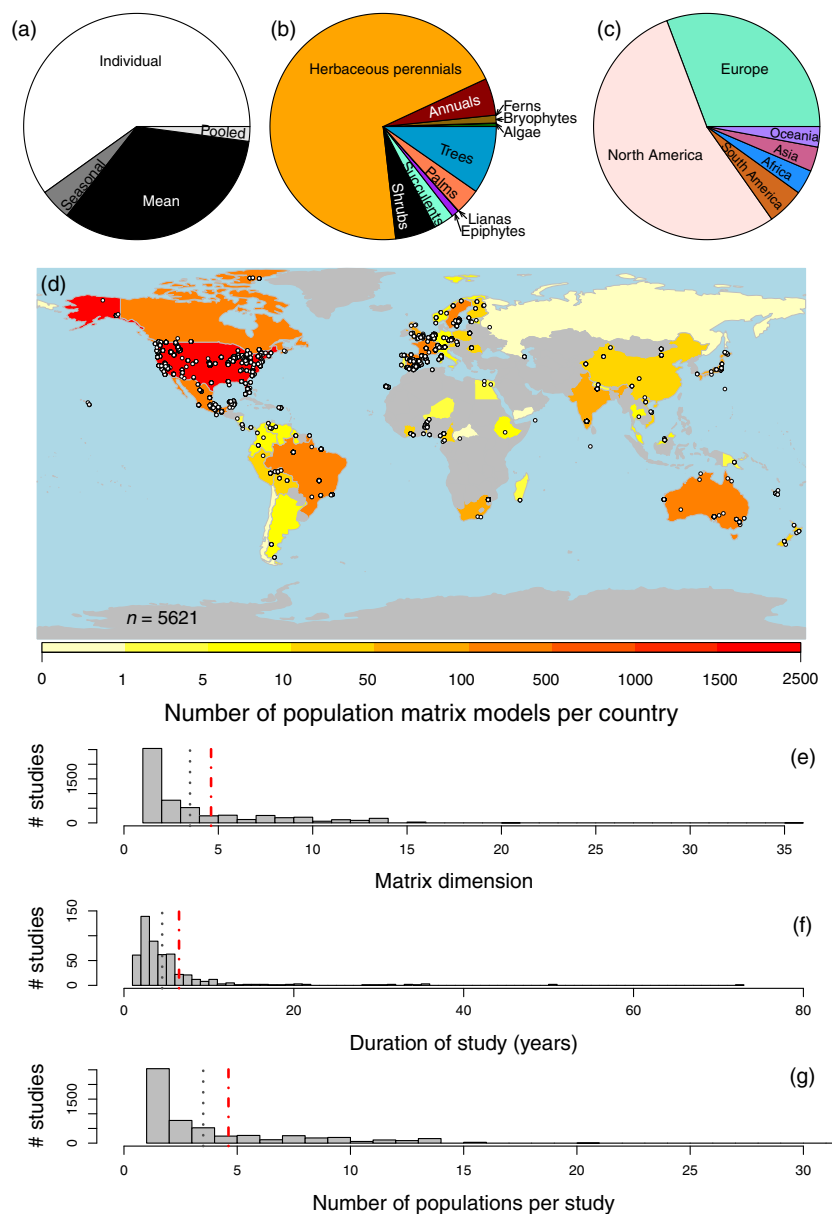 (a)
Individual
Pooled
Seasonal
Mean
(b)
Herbaceous perennials
Annuals
Ferns
Bryophytes
Algae
Trees
Palms
Lianas
Epiphytes
Succulents
Shrubs
(c)
Europe
North America
Oceania
Asia
Africa
South America
(d)
n = 5621
0 1 5 10 50 100 500 1000 1500 2500
Number of population matrix models per country
(e)
# studies
0 1500
0 5 10 15 20 25 30 35
Matrix dimension
(f)
# studies
0 50 150
0 20 40 60 80
Duration of study (years)
(g)
# studies
0 1500
0 5 10 15 20 25 30
Number of populations per study